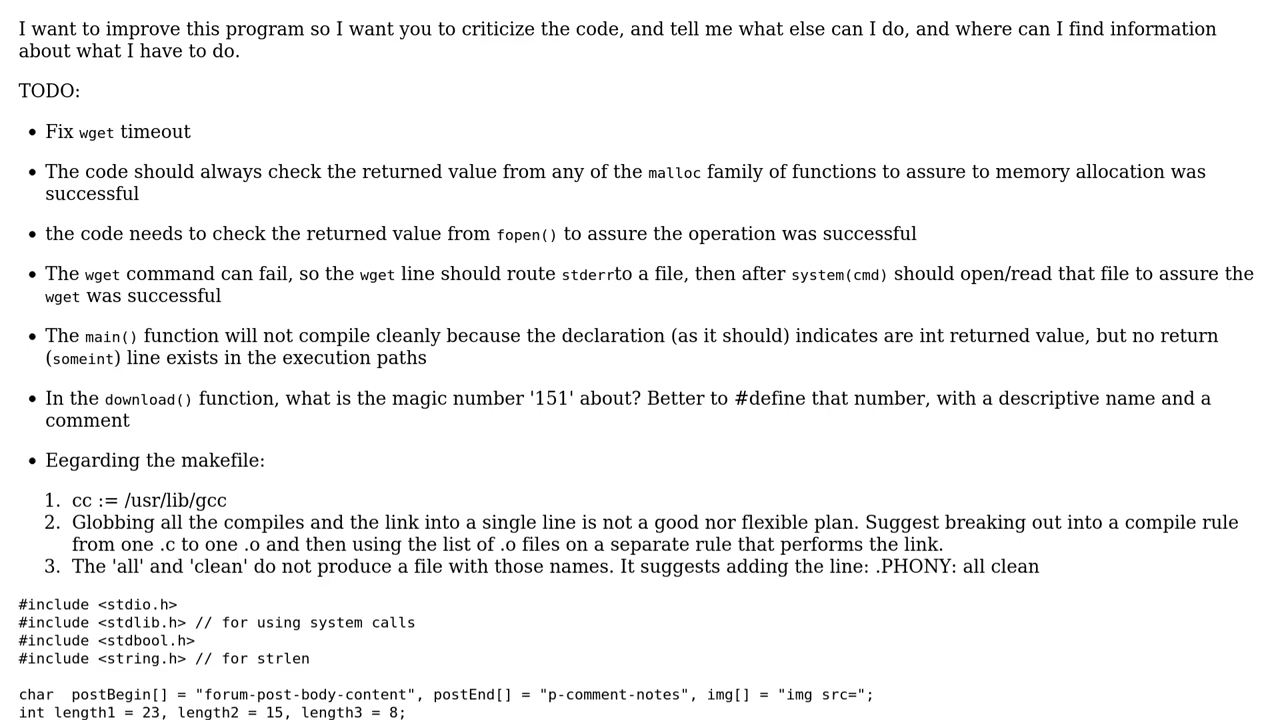 I want to improve this program so I want you to criticize the code, and tell me what else can I do, and where can I find information
about what I have to do.
TODO:
• Fix wget timeout
• The code should always check the returned value from any of the malloc family of functions to assure to memory allocation was
successful
• the code needs to check the returned value from fopen() to assure the operation was successful
• The wget command can fail, so the wget line should route stderrto a file, then after system(cmd) should open/read that file to assure the
wget was successful
• The main() function will not compile cleanly because the declaration (as it should) indicates are int returned value, but no return
(someint) line exists in the execution paths
• In the download() function, what is the magic number '151' about? Better to #define that number, with a descriptive name and a
comment
• Eegarding the makefile:
1. cc := /usr/lib/gcc
2. Globbing all the compiles and the link into a single line is not a good nor flexible plan. Suggest breaking out into a compile rule
from one .c to one .o and then using the list of .o files on a separate rule that performs the link.
3. The 'all' and 'clean' do not produce a file with those names. It suggests adding the line: .PHONY: all clean
#include <stdio.h>
#include <stdlib.h> // for using system calls
#include <stdbool.h>
#include <string.h> // for strlen
char  postBegin[] = "forum-post-body-content", postEnd[] = "p-comment-notes", img[] = "img src=";
int length1 = 23, length2 = 15, length3 = 8;